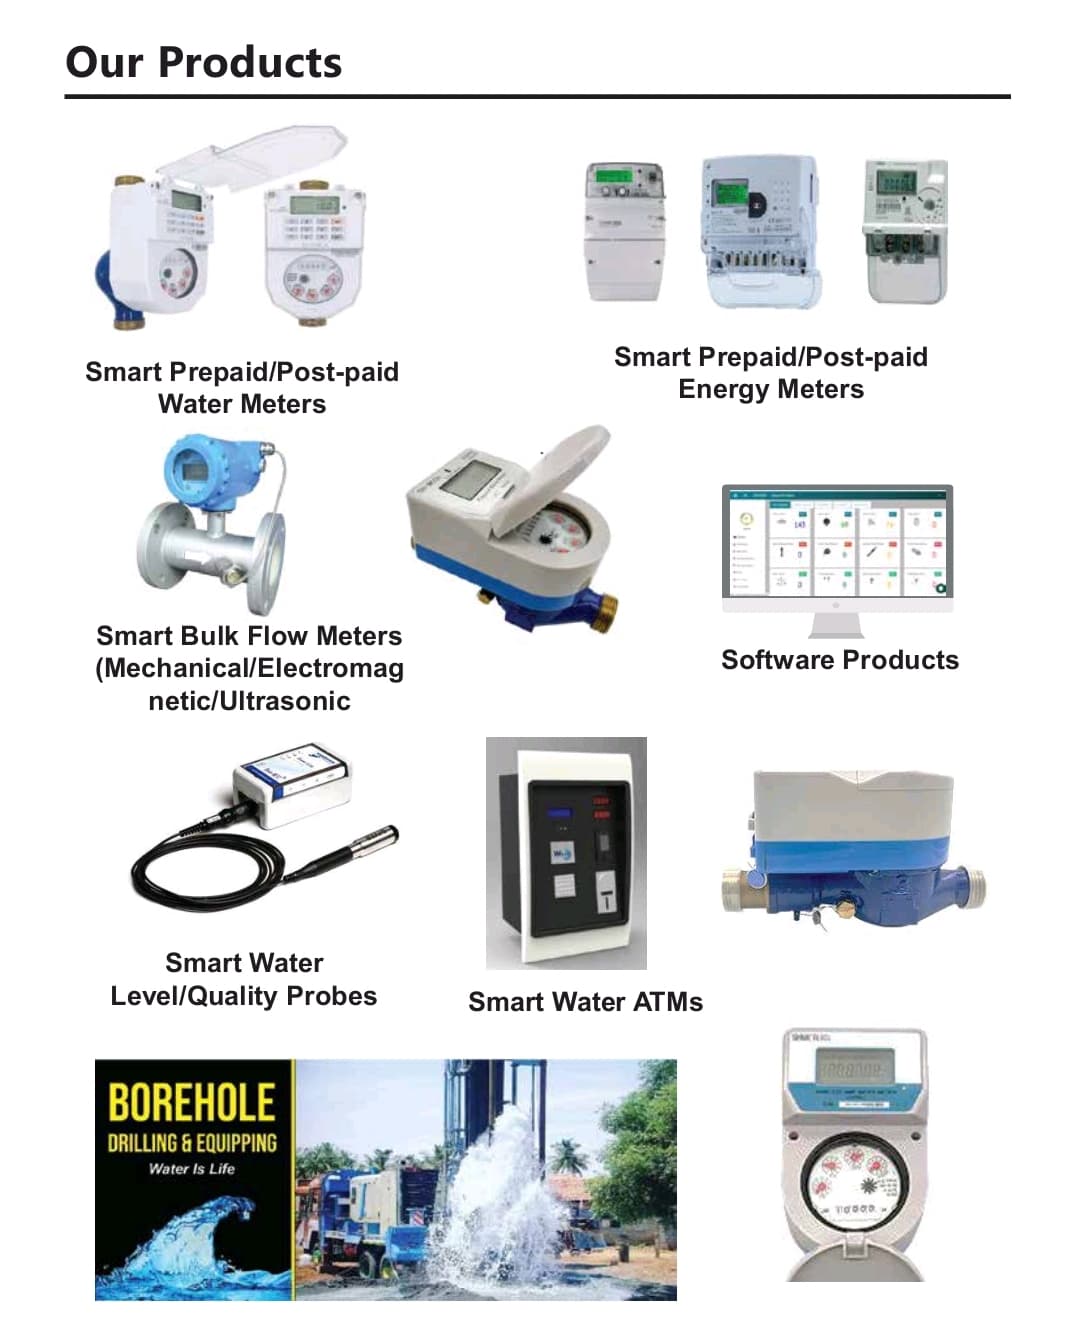 Our Products
Smart Prepaid/Post-paid
Water Meters
Smart Prepaid/Post-paid
Energy Meters
Smart Bulk Flow Meters
(Mechanical/Electromag
netic/Ultrasonic
Software Products
Smart Water
Level/Quality Probes
Smart Water ATMs
BOREHOLE
DRILLING & EQUIPPING
Water Is Life